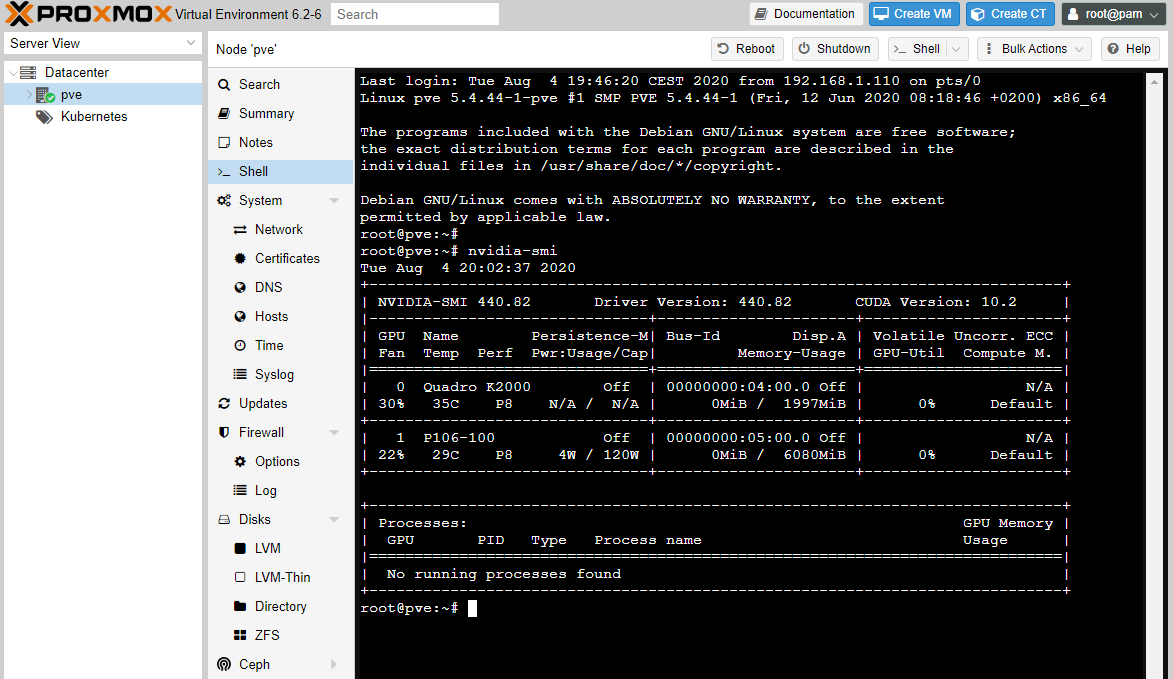 PROXMOX Virtual Environment 6.2-6 Search Documentation Create VM Create CT root@pam
Server View
Datacenter
pve
Kubernetes
Node 'pve' Reboot Shutdown >_ Shell Bulk Actions Help
Search
Summary
Notes
>_ Shell
System
Network
Certificates
DNS
Hosts
Time
Syslog
Updates
Firewall
Options
Log
Disks
LVM
LVM-Thin
Directory
ZFS
Ceph
Last login: Tue Aug  4 19:46:20 CEST 2020 from 192.168.1.110 on pts/0
Linux pve 5.4.44-1-pve #1 SMP PVE 5.4.44-1 (Fri, 12 Jun 2020 08:18:46 +0200) x86_64
The programs included with the Debian GNU/Linux system are free software;
the exact distribution terms for each program are described in the
individual files in /usr/share/doc/*/copyright.
Debian GNU/Linux comes with ABSOLUTELY NO WARRANTY, to the extent
permitted by applicable law.
root@pve:~#
root@pve:~# nvidia-smi
Tue Aug  4 20:02:37 2020
+-----------------------------------------------------------------------------+
| NVIDIA-SMI 440.82       Driver Version: 440.82       CUDA Version: 10.2     |
|-------------------------------+----------------------+----------------------+
| GPU  Name        Persistence-M| Bus-Id        Disp.A | Volatile Uncorr. ECC |
| Fan  Temp  Perf  Pwr:Usage/Cap|         Memory-Usage | GPU-Util  Compute M. |
|===============================+======================+======================|
|   0  Quadro K2000        Off  | 00000000:04:00.0 Off |                  N/A |
| 30%   35C    P8    N/A /  N/A |      0MiB /  1997MiB |      0%      Default |
+-------------------------------+----------------------+----------------------+
|   1  P106-100            Off  | 00000000:05:00.0 Off |                  N/A |
| 22%   29C    P8     4W / 120W |      0MiB /  6080MiB |      0%      Default |
+-------------------------------+----------------------+----------------------+
+-----------------------------------------------------------------------------+
| Processes:                                                       GPU Memory |
|  GPU       PID   Type   Process name                             Usage      |
|=============================================================================|
|  No running processes found                                                 |
+-----------------------------------------------------------------------------+
root@pve:~#